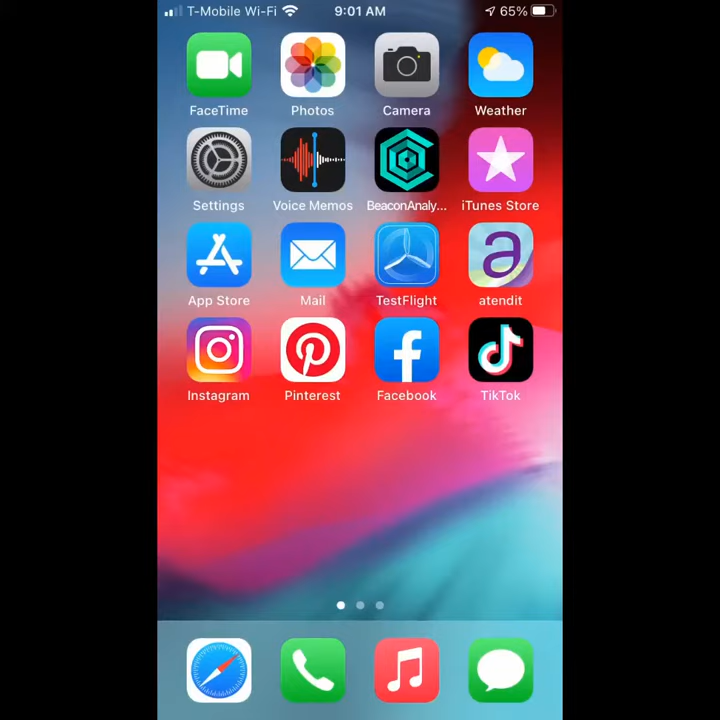 T-Mobile Wi-Fi 9:01 AM 65%
FaceTime Photos Camera Weather
Settings Voice Memos BeaconAnaly... iTunes Store
App Store Mail TestFlight atendit
Instagram Pinterest Facebook TikTok